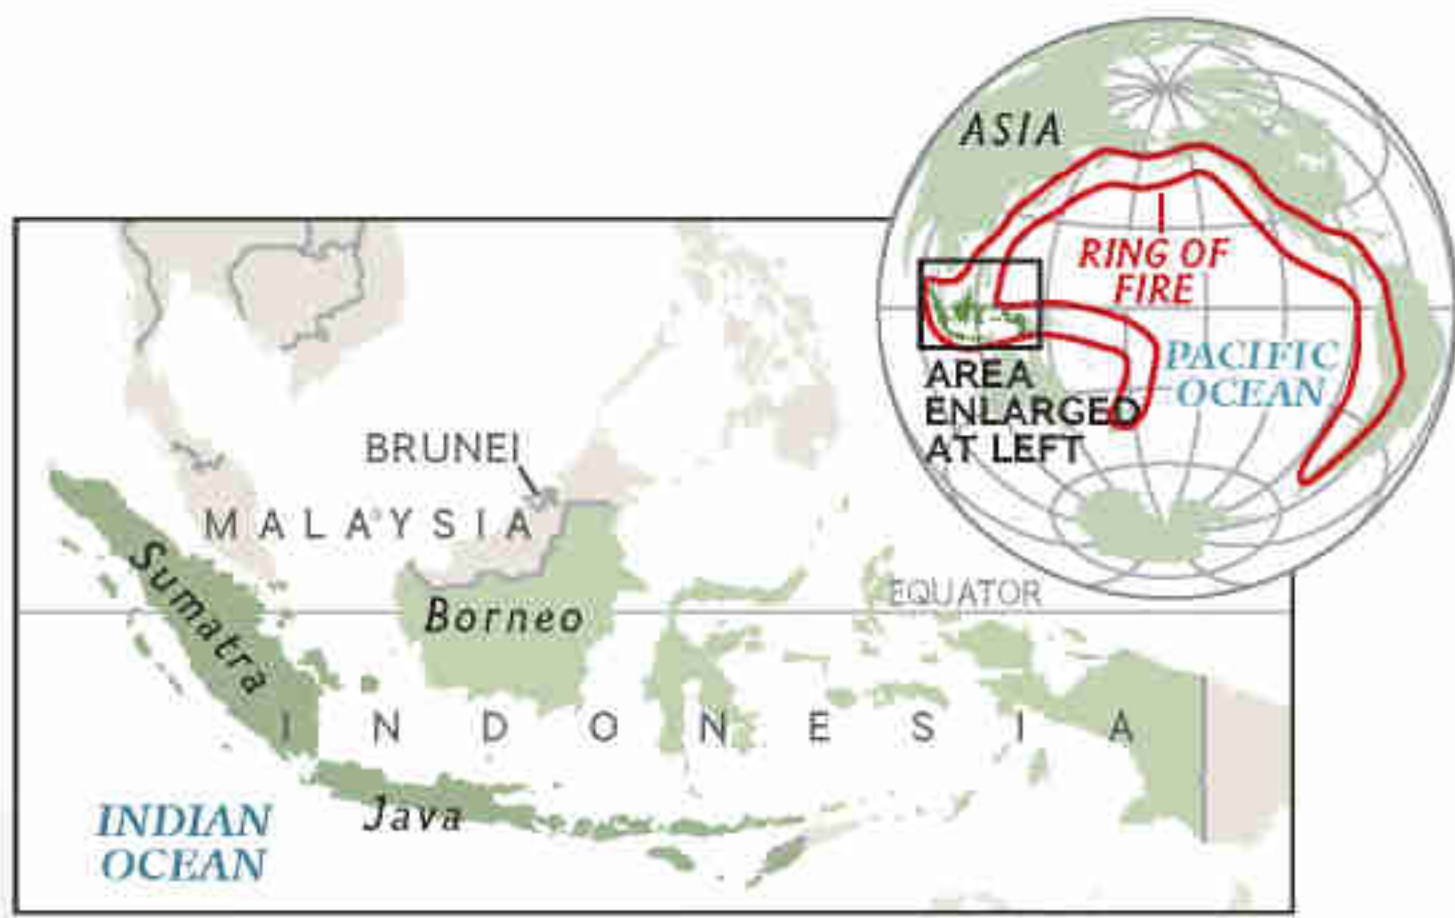 ASIA
RING OF
FIRE
PACIFIC
OCEAN
AREA
ENLARGED
AT LEFT
BRUNEI
MALAYSIA
EQUATOR
Sumatra
Borneo
INDONESIA
Java
INDIAN
OCEAN